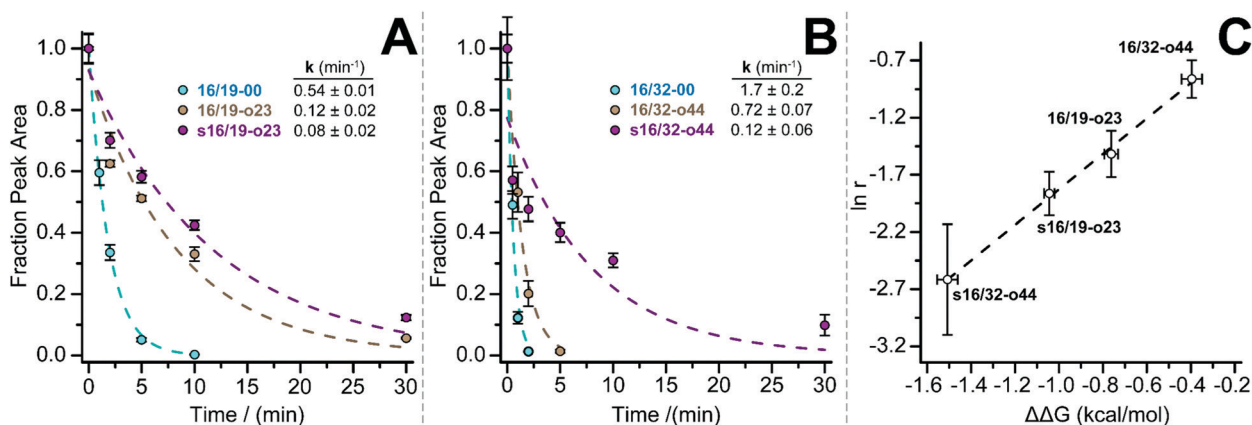 A
k (min⁻¹)
16/19-00 0.54 ± 0.01
16/19-o23 0.12 ± 0.02
s16/19-o23 0.08 ± 0.02
Fraction Peak Area
1.0
0.8
0.6
0.4
0.2
0.0
0 5 10 15 20 25 30
Time / (min)
B
k (min⁻¹)
16/32-00 1.7 ± 0.2
16/32-o44 0.72 ± 0.07
s16/32-o44 0.12 ± 0.06
Fraction Peak Area
1.0
0.8
0.6
0.4
0.2
0.0
0 5 10 15 20 25 30
Time /(min)
C
16/32-o44
16/19-o23
s16/19-o23
s16/32-o44
ln r
-0.7
-1.2
-1.7
-2.2
-2.7
-3.2
-1.6 -1.4 -1.2 -1.0 -0.8 -0.6 -0.4 -0.2
ΔΔG (kcal/mol)